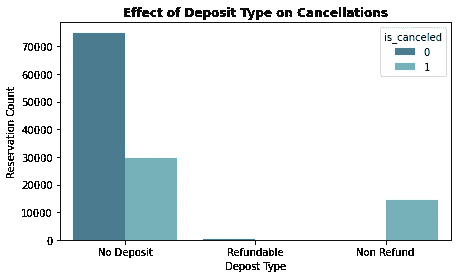 Effect of Deposit Type on Cancellations
is_canceled
0
1
70000
60000
50000
40000
30000
20000
10000
0
Reservation Count
No Deposit Refundable Non Refund
Depost Type